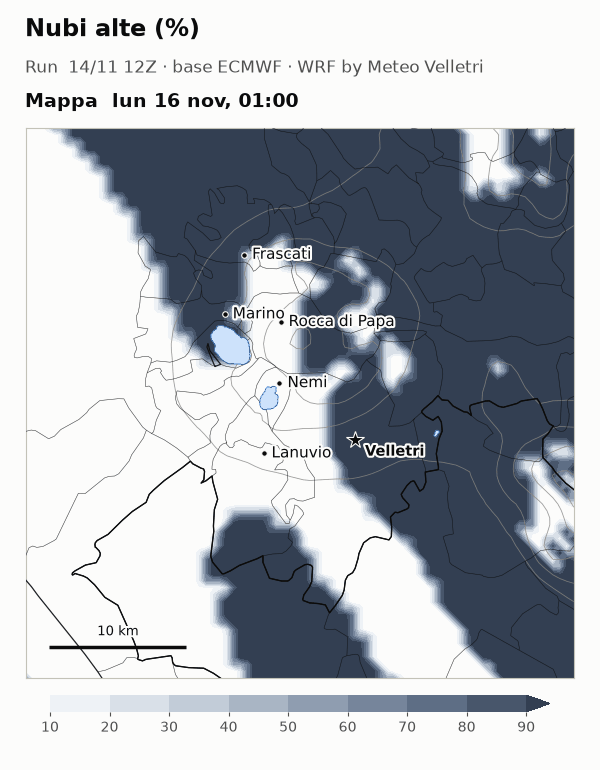 Nubi alte (%)
Run  14/11 12Z · base ECMWF · WRF by Meteo Velletri
Mappa  lun 16 nov, 01:00
Frascati
Marino
Rocca di Papa
Nemi
Velletri
Lanuvio
10 km
10 20 30 40 50 60 70 80 90